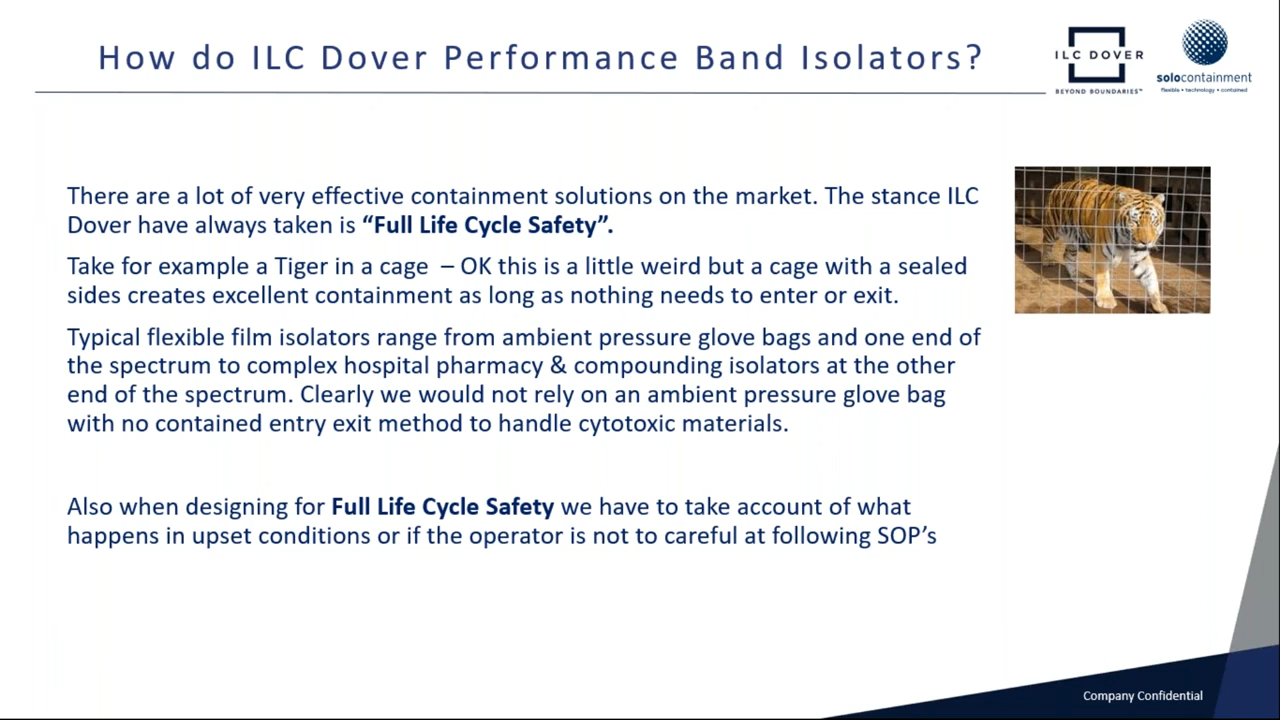 How do ILC Dover Performance Band Isolators?
ILC DOVER
BEYOND BOUNDARIES™
solocontainment
flexible • technology • contained
There are a lot of very effective containment solutions on the market. The stance ILC
Dover have always taken is “Full Life Cycle Safety”.
Take for example a Tiger in a cage – OK this is a little weird but a cage with a sealed
sides creates excellent containment as long as nothing needs to enter or exit.
Typical flexible film isolators range from ambient pressure glove bags and one end of
the spectrum to complex hospital pharmacy & compounding isolators at the other
end of the spectrum. Clearly we would not rely on an ambient pressure glove bag
with no contained entry exit method to handle cytotoxic materials.
Also when designing for Full Life Cycle Safety we have to take account of what
happens in upset conditions or if the operator is not to careful at following SOP’s
Company Confidential